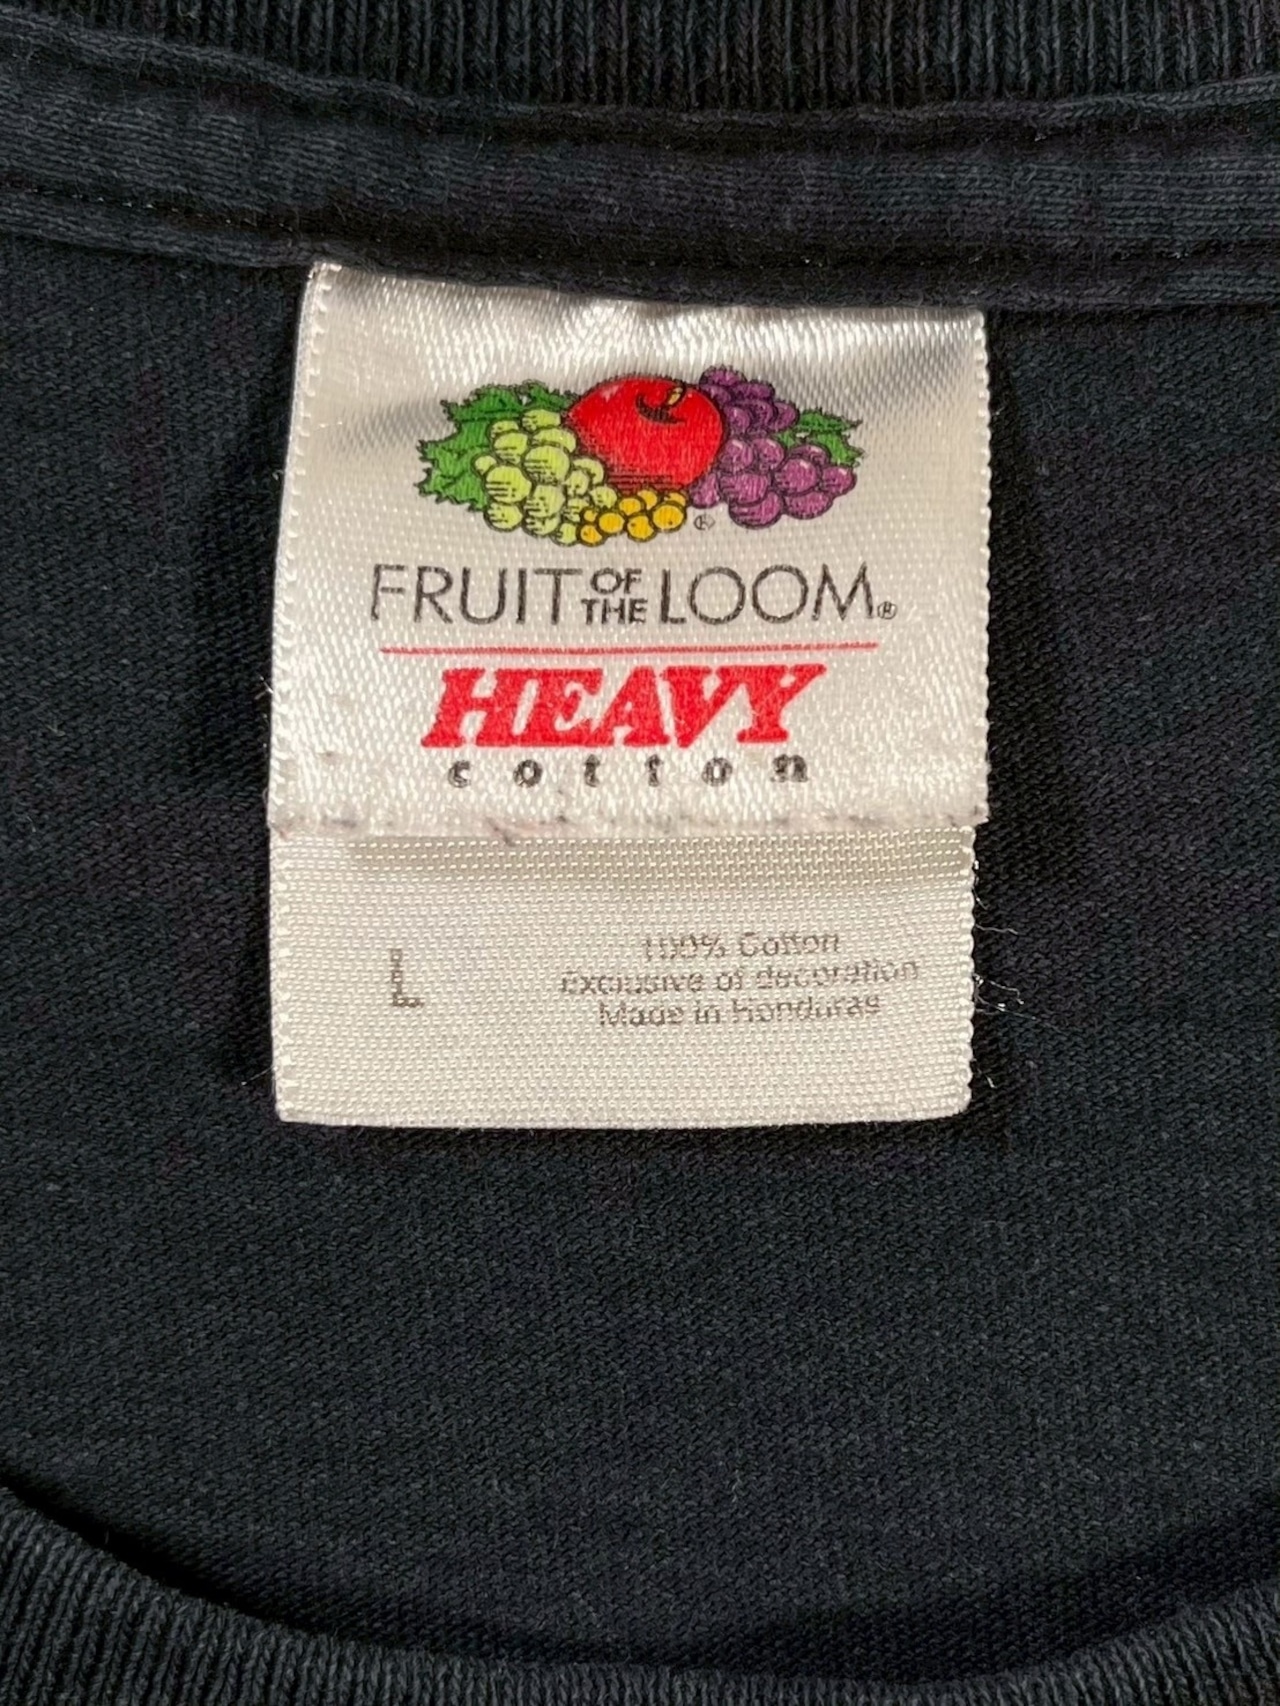 FRUIT OF THE LOOM®
HEAVY
cotton
L
100% Cotton
Exclusive of decoration
Made in Honduras